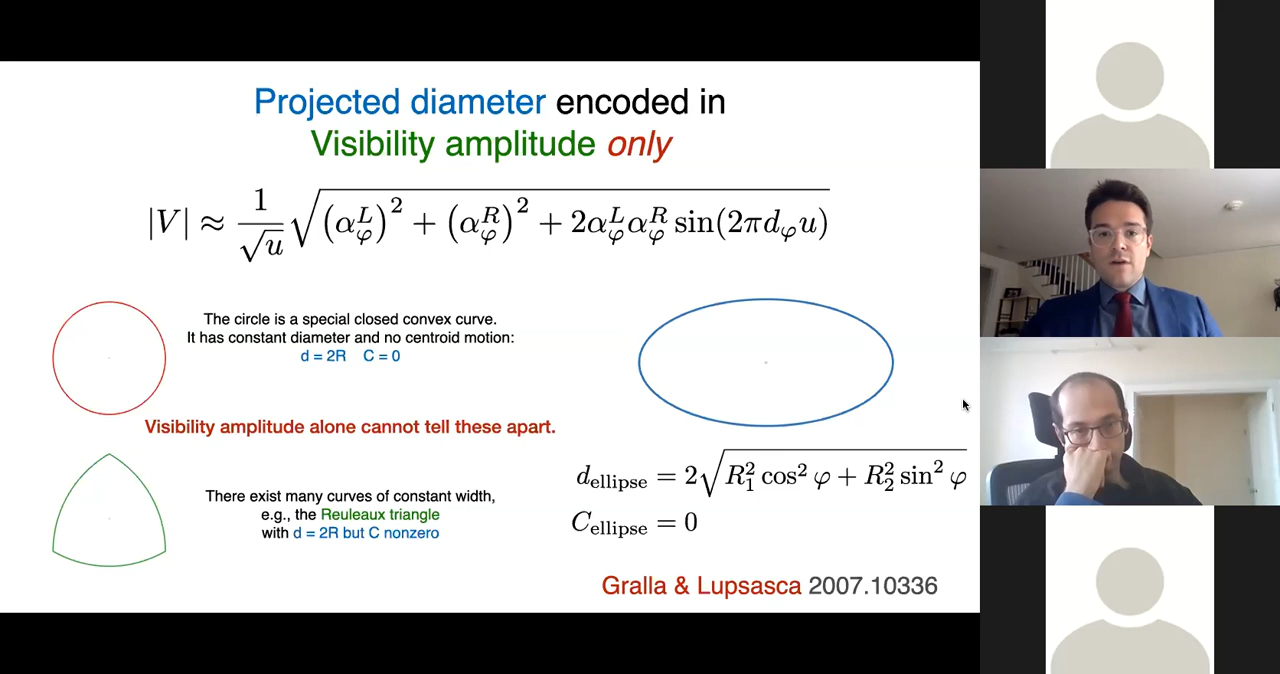 Projected diameter encoded in
Visibility amplitude only
|V| ≈ 1/√u √((α_φ^L)^2 + (α_φ^R)^2 + 2α_φ^L α_φ^R sin(2πd_φu))
The circle is a special closed convex curve.
It has constant diameter and no centroid motion:
d = 2R C = 0
Visibility amplitude alone cannot tell these apart.
There exist many curves of constant width,
e.g., the Reuleaux triangle
with d = 2R but C nonzero
d_ellipse = 2√(R_1^2 cos^2 φ + R_2^2 sin^2 φ)
C_ellipse = 0
Gralla & Lupsasca 2007.10336